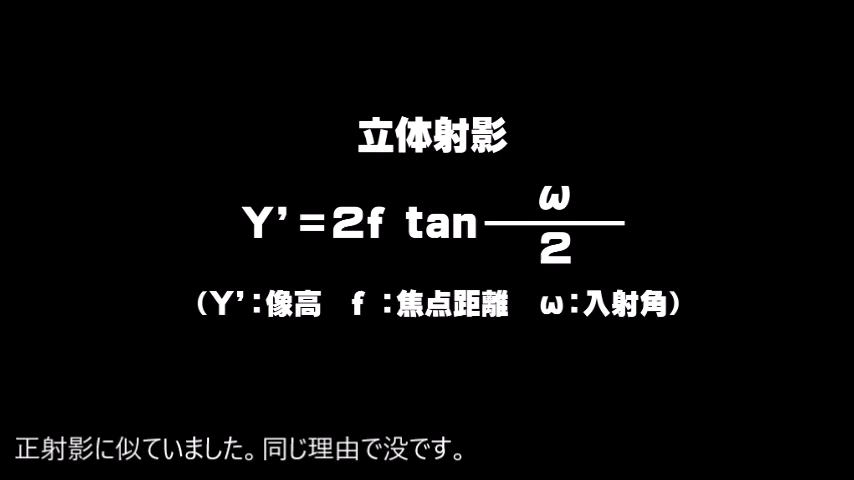 立体射影
Y’=2f tan ω/2
(Y’:像高 f :焦点距離 ω:入射角)
正射影に似ていました。同じ理由で没です。